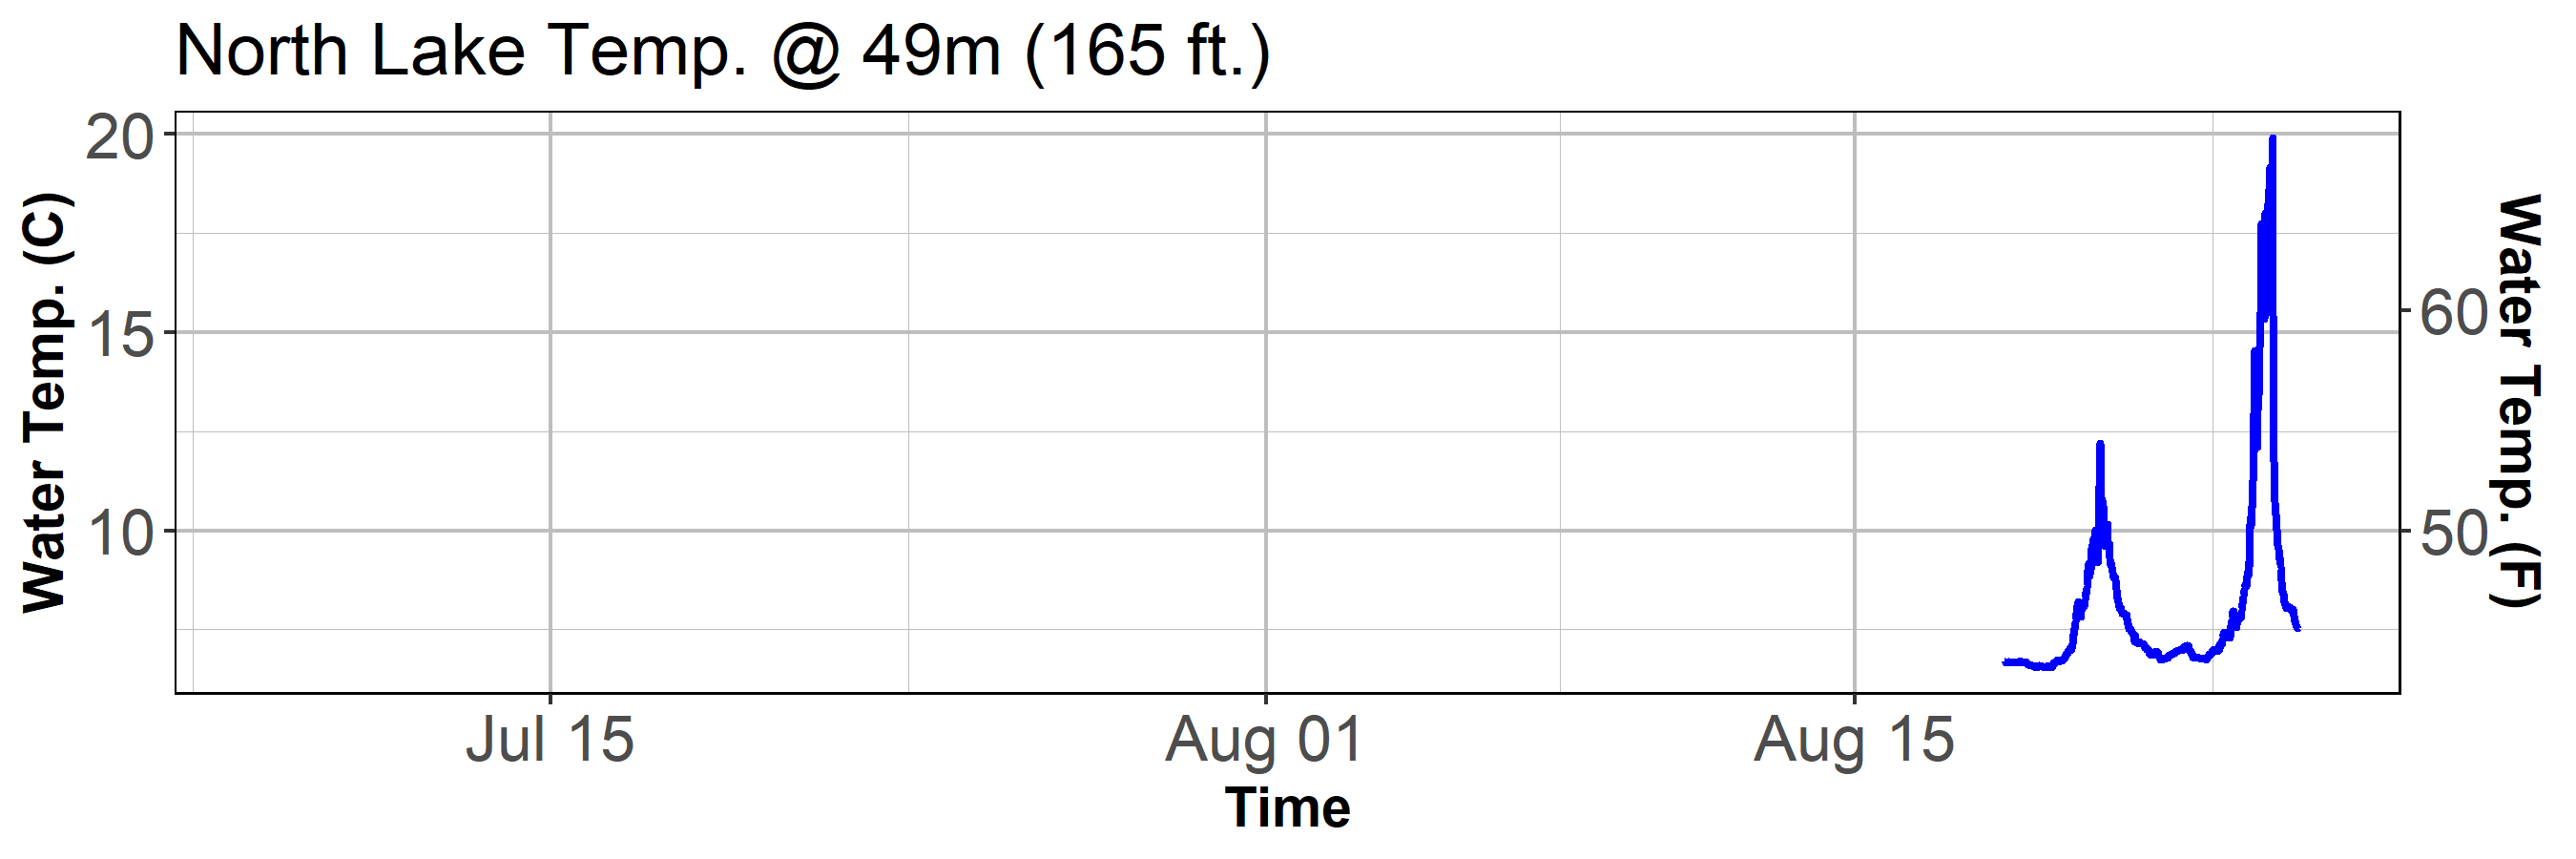 North Lake Temp. @ 49m (165 ft.)
20
15
10
Water Temp. (C)
60
50
Water Temp. (F)
Jul 15
Aug 01
Aug 15
Time